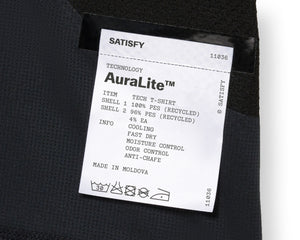 SATISFY
11036
TECHNOLOGY
AuraLite™
ITEM TECH T-SHIRT
SHELL 1 100% PES (RECYCLED)
SHELL 2 96% PES (RECYCLED)
4% EA
INFO COOLING
FAST DRY
MOISTURE CONTROL
ODOR CONTROL
ANTI-CHAFE
MADE IN MOLDOVA
© SATISFY
11036